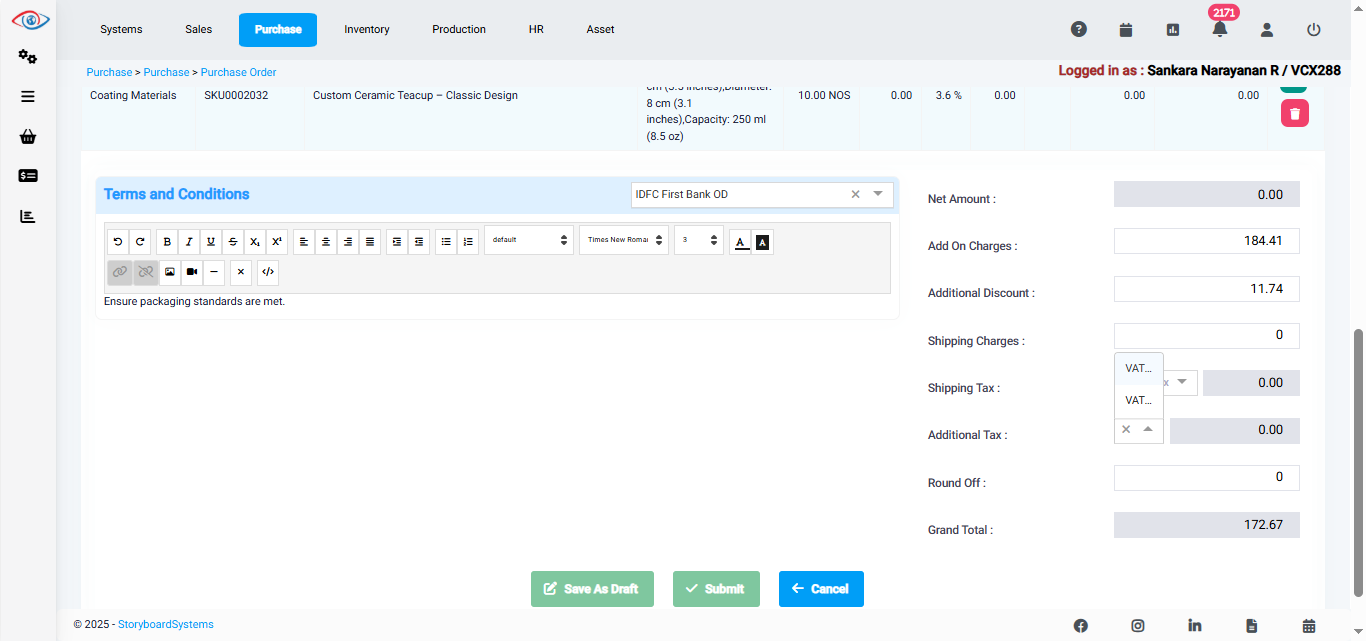 Systems Sales Purchase Inventory Production HR Asset
2171
Purchase > Purchase > Purchase Order
Logged in as : Sankara Narayanan R / VCX288
Coating Materials SKU0002032 Custom Ceramic Teacup – Classic Design 10.00 NOS 0.00 3.6 % 0.00 0.00 0.00
cm (3.5 inches),Diameter:
8 cm (3.1
inches),Capacity: 250 ml
(8.5 oz)
Terms and Conditions
IDFC First Bank OD
default
Times New Roman
3
Ensure packaging standards are met.
Net Amount : 0.00
Add On Charges : 184.41
Additional Discount : 11.74
Shipping Charges : 0
VAT...
Shipping Tax : x 0.00
VAT...
Additional Tax : 0.00
Round Off : 0
Grand Total : 172.67
Save As Draft Submit Cancel
© 2025 - StoryboardSystems